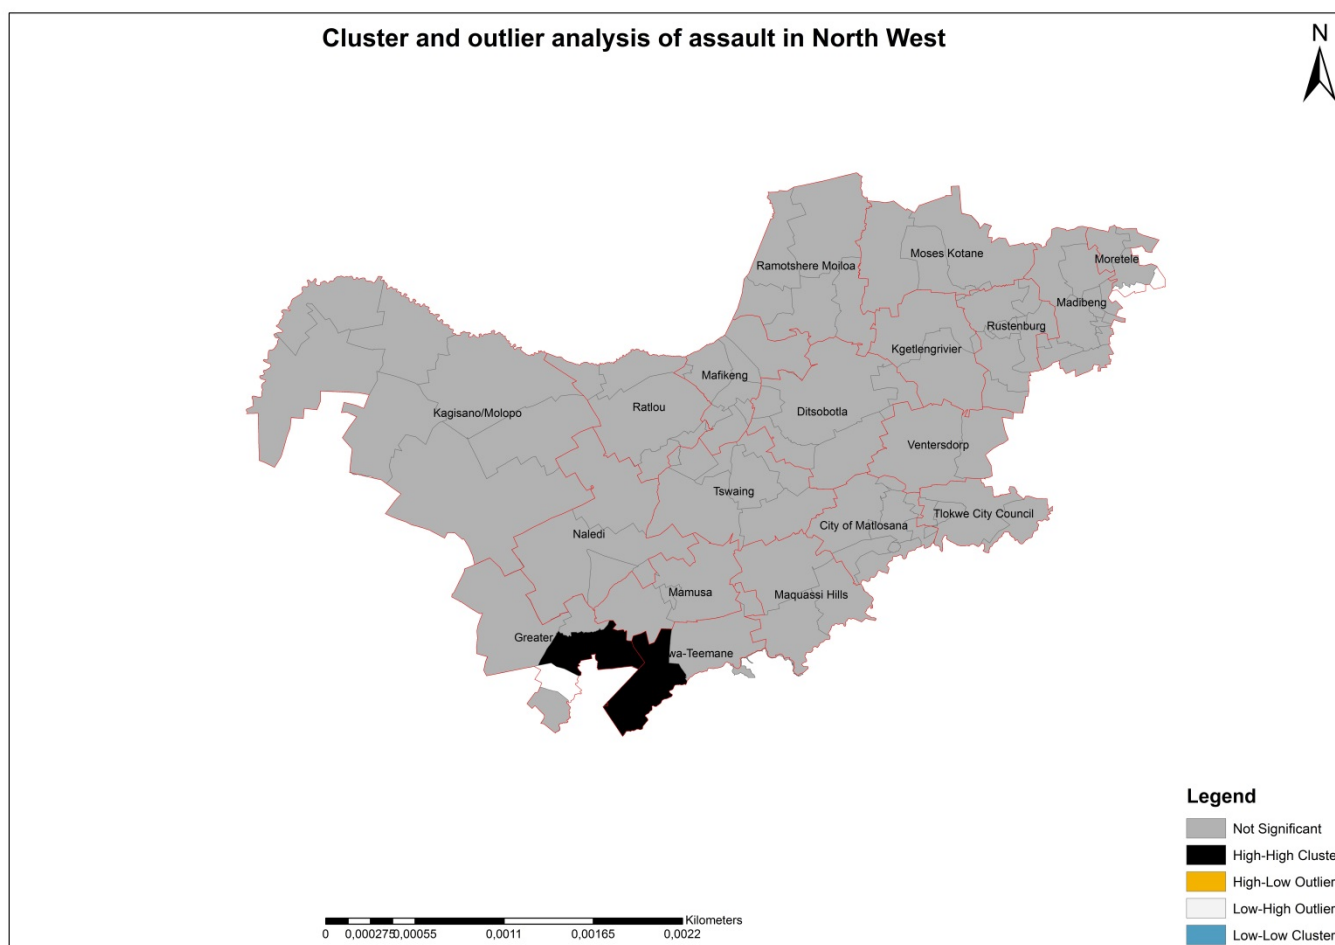 Cluster and outlier analysis of assault in North West
N
Ramotshere Moiloa
Moses Kotane
Moretele
Madibeng
Rustenburg
Kgetlengrivier
Mafikeng
Ratlou
Kagisano/Molopo
Ditsobotla
Ventersdorp
Tswaing
City of Matlosana
Tlokwe City Council
Naledi
Mamusa
Maquassi Hills
Greater
wa-Teemane
Legend
Not Significant
High-High Cluste
High-Low Outlier
Low-High Outlier
Low-Low Cluster
Kilometers
0 0,000275 0,00055 0,0011 0,00165 0,0022